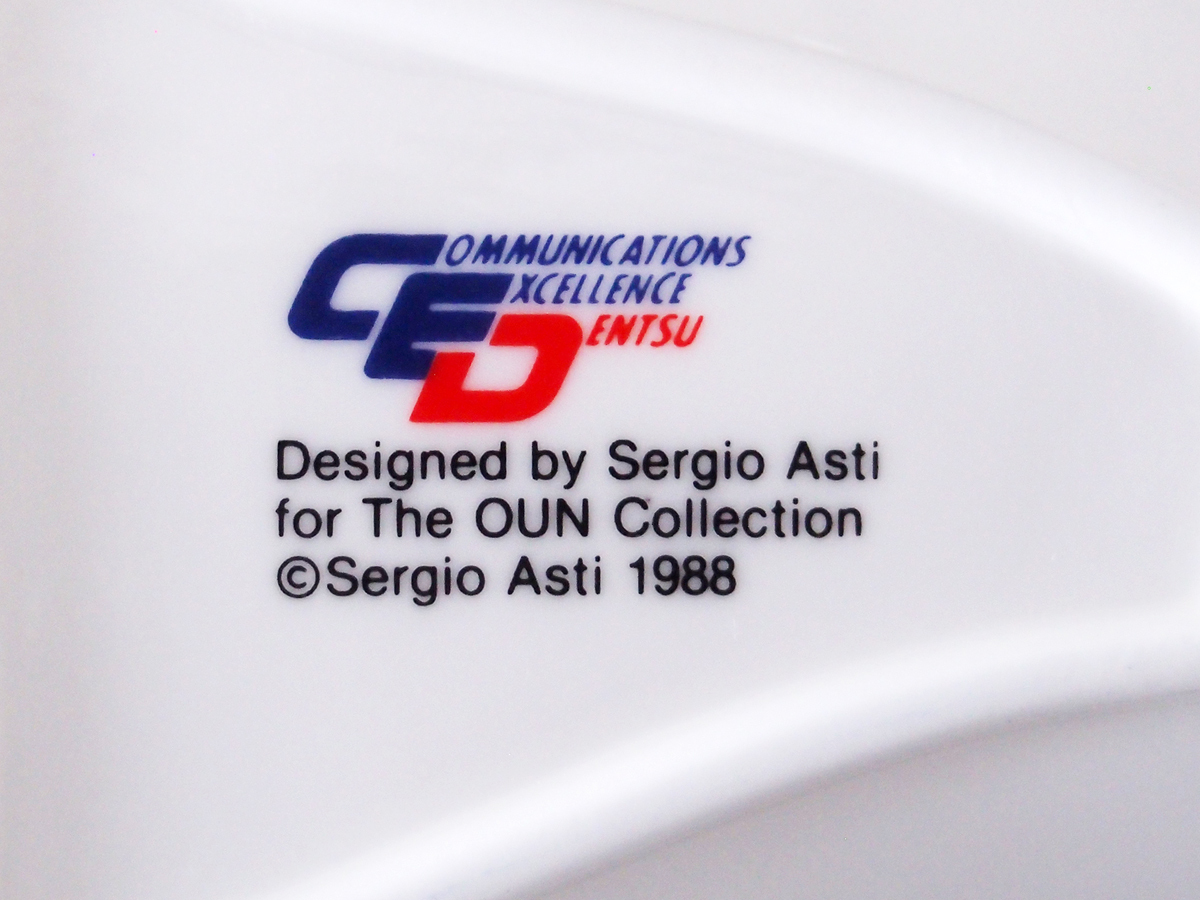 COMMUNICATIONS
EXCELLENCE
DENTSU
Designed by Sergio Asti
for The OUN Collection
©Sergio Asti 1988